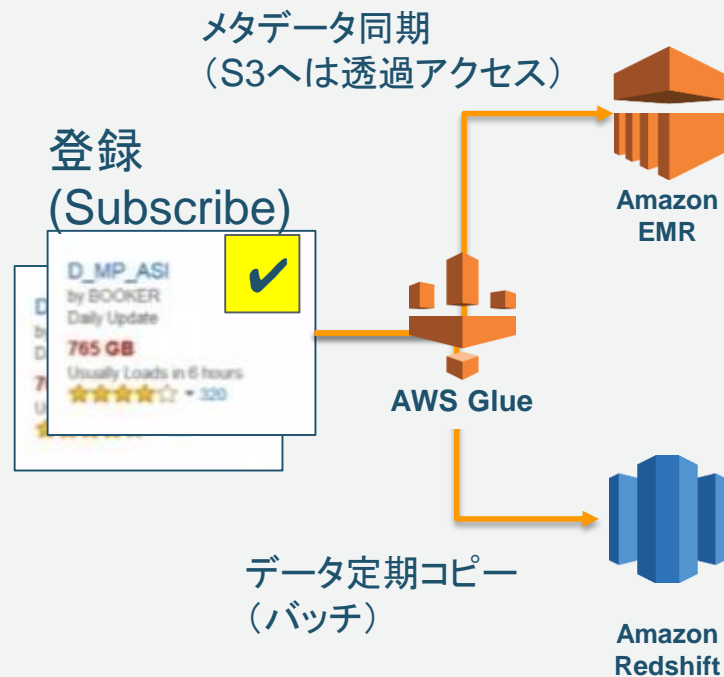 メタデータ同期
（S3へは透過アクセス）
登録
(Subscribe)
D_MP_ASI
by BOOKER
Daily Update
765 GB
Usually Loads in 6 hours
320
Amazon
EMR
AWS Glue
データ定期コピー
（バッチ）
Amazon
Redshift